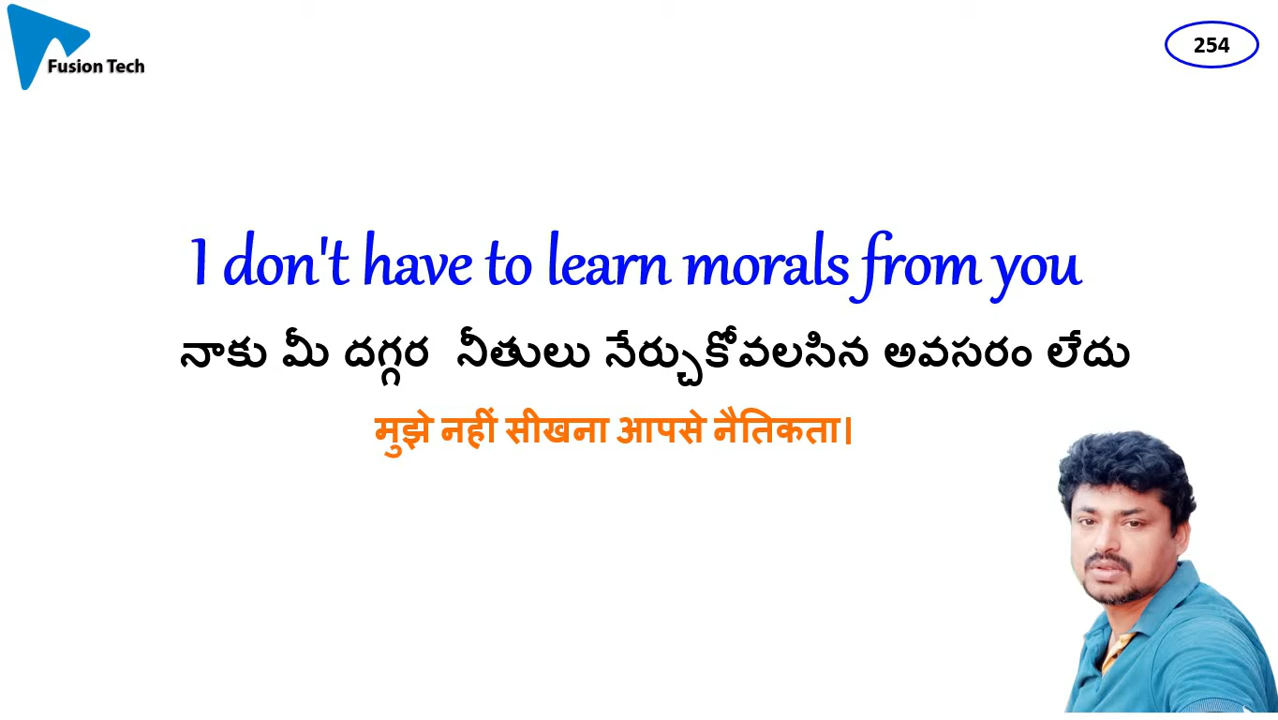 Fusion Tech
254
I don't have to learn morals from you
నాకు మీ దగ్గర నీతులు నేర్చుకోవలసిన అవసరం లేదు
मुझे नहीं सीखना आपसे नैतिकता।